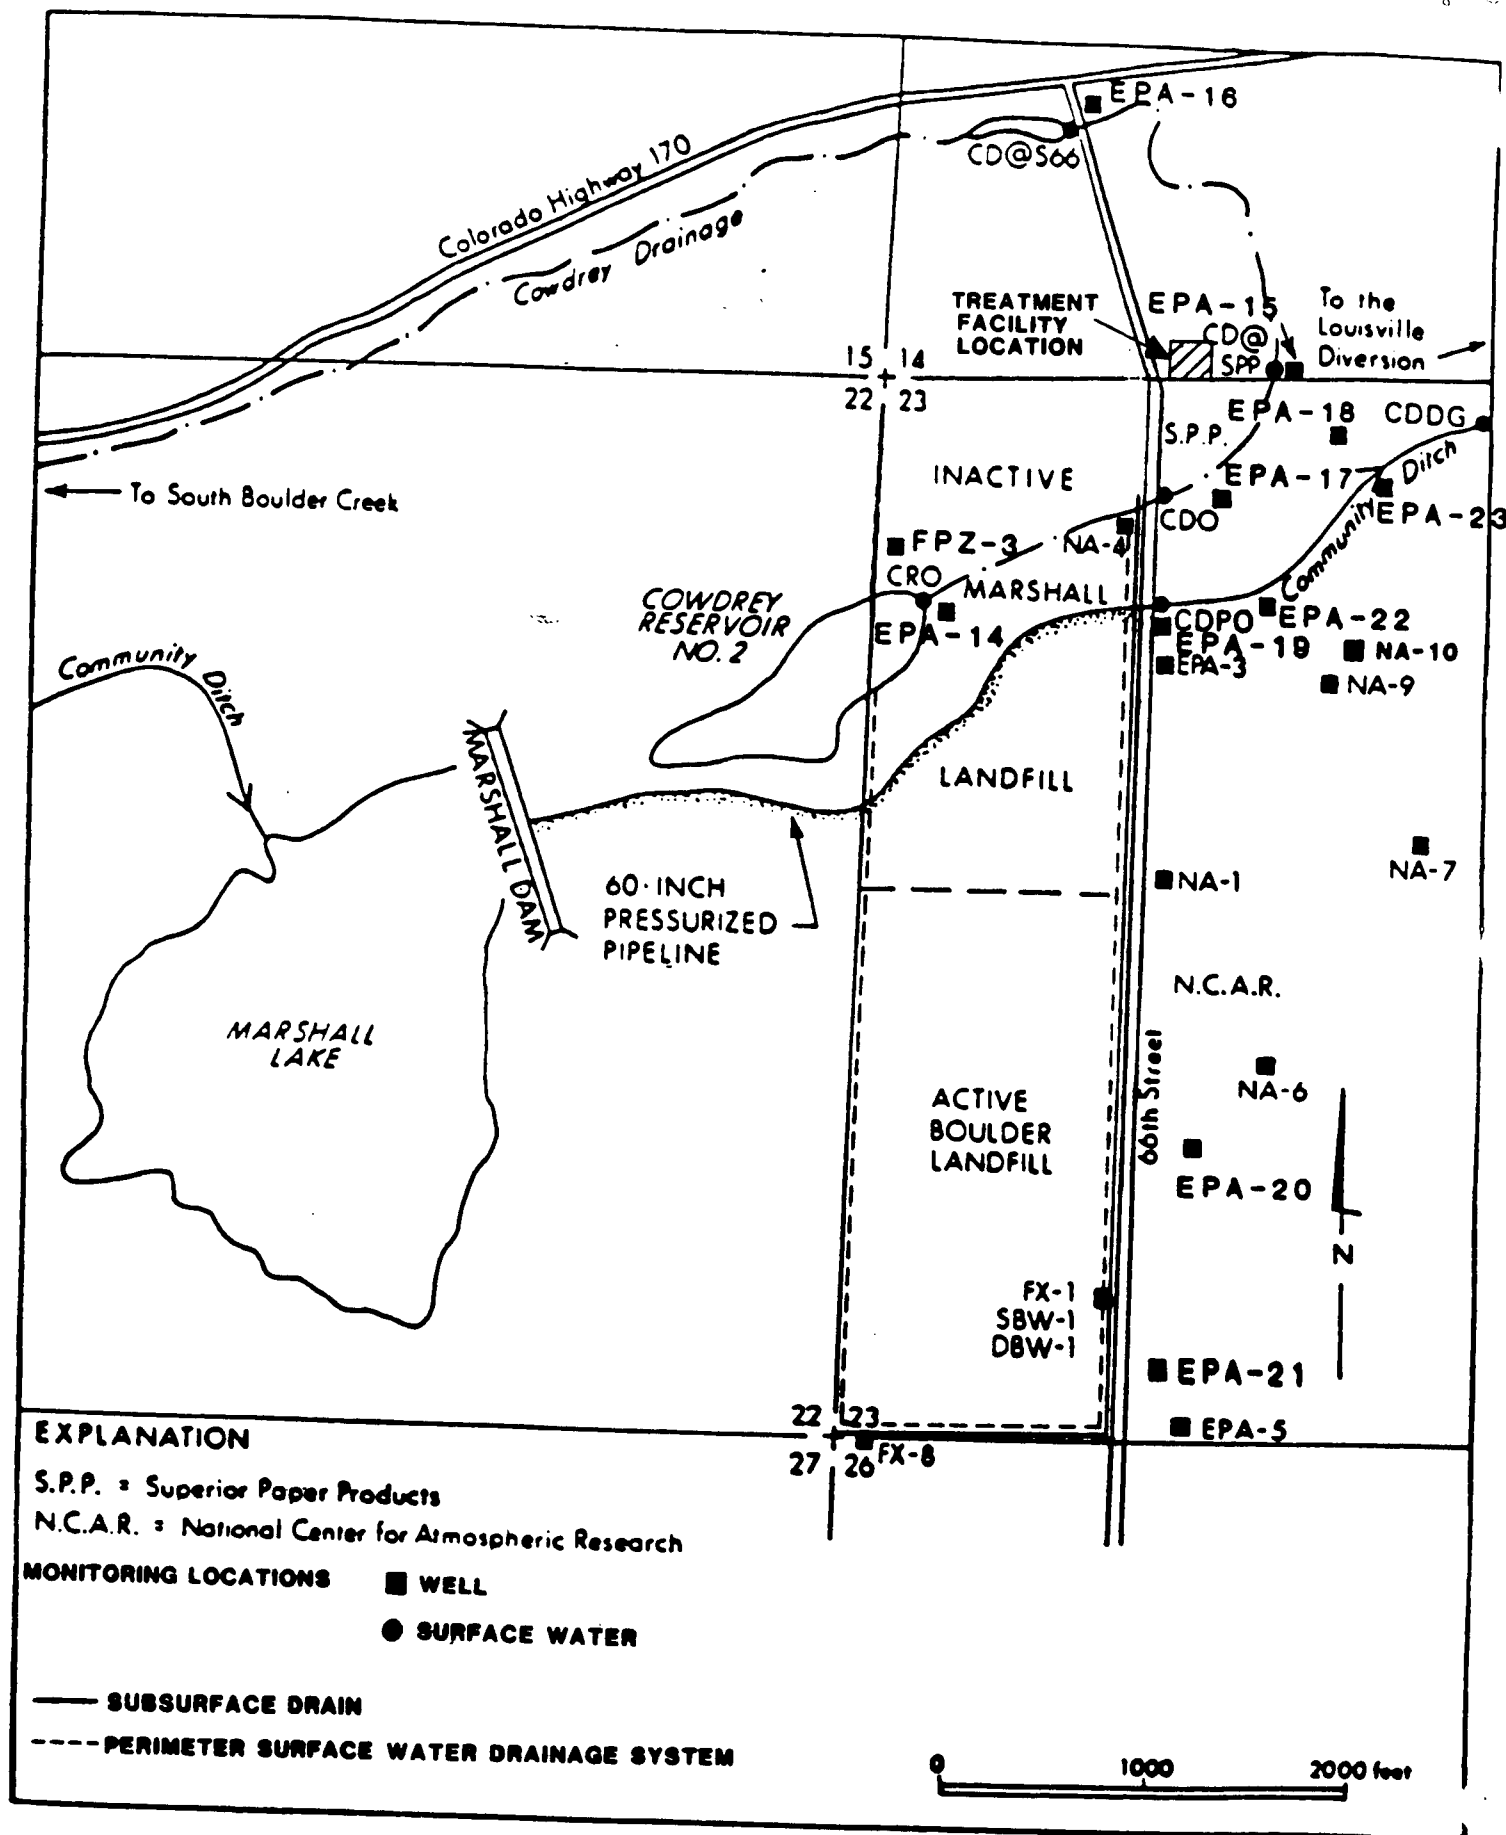 EPA-16
CD@S66
Colorado Highway 170
Cowdrey Drainage
TREATMENT
FACILITY
LOCATION
EPA-15
CD@
SPP
To the
Louisville
Diversion
15 14
22 23
EPA-18
CDDG
S.P.P.
INACTIVE
EPA-17
Community Ditch
EPA-23
To South Boulder Creek
CDO
FPZ-3
NA-4
CRO
MARSHALL
COWDREY
RESERVOIR
NO. 2
EPA-14
CDPO
EPA-22
EPA-19
NA-10
EPA-3
NA-9
Community Ditch
MARSHALL DAM
LANDFILL
60-INCH
PRESSURIZED
PIPELINE
NA-1
NA-7
N.C.A.R.
MARSHALL
LAKE
66th Street
NA-6
ACTIVE
BOULDER
LANDFILL
EPA-20
N
FX-1
SBW-1
DBW-1
EPA-21
22 23
27 26
FX-8
EPA-5
EXPLANATION
S.P.P. = Superior Paper Products
N.C.A.R. = National Center for Atmospheric Research
MONITORING LOCATIONS
WELL
SURFACE WATER
SUBSURFACE DRAIN
PERIMETER SURFACE WATER DRAINAGE SYSTEM
0 1000 2000 feet